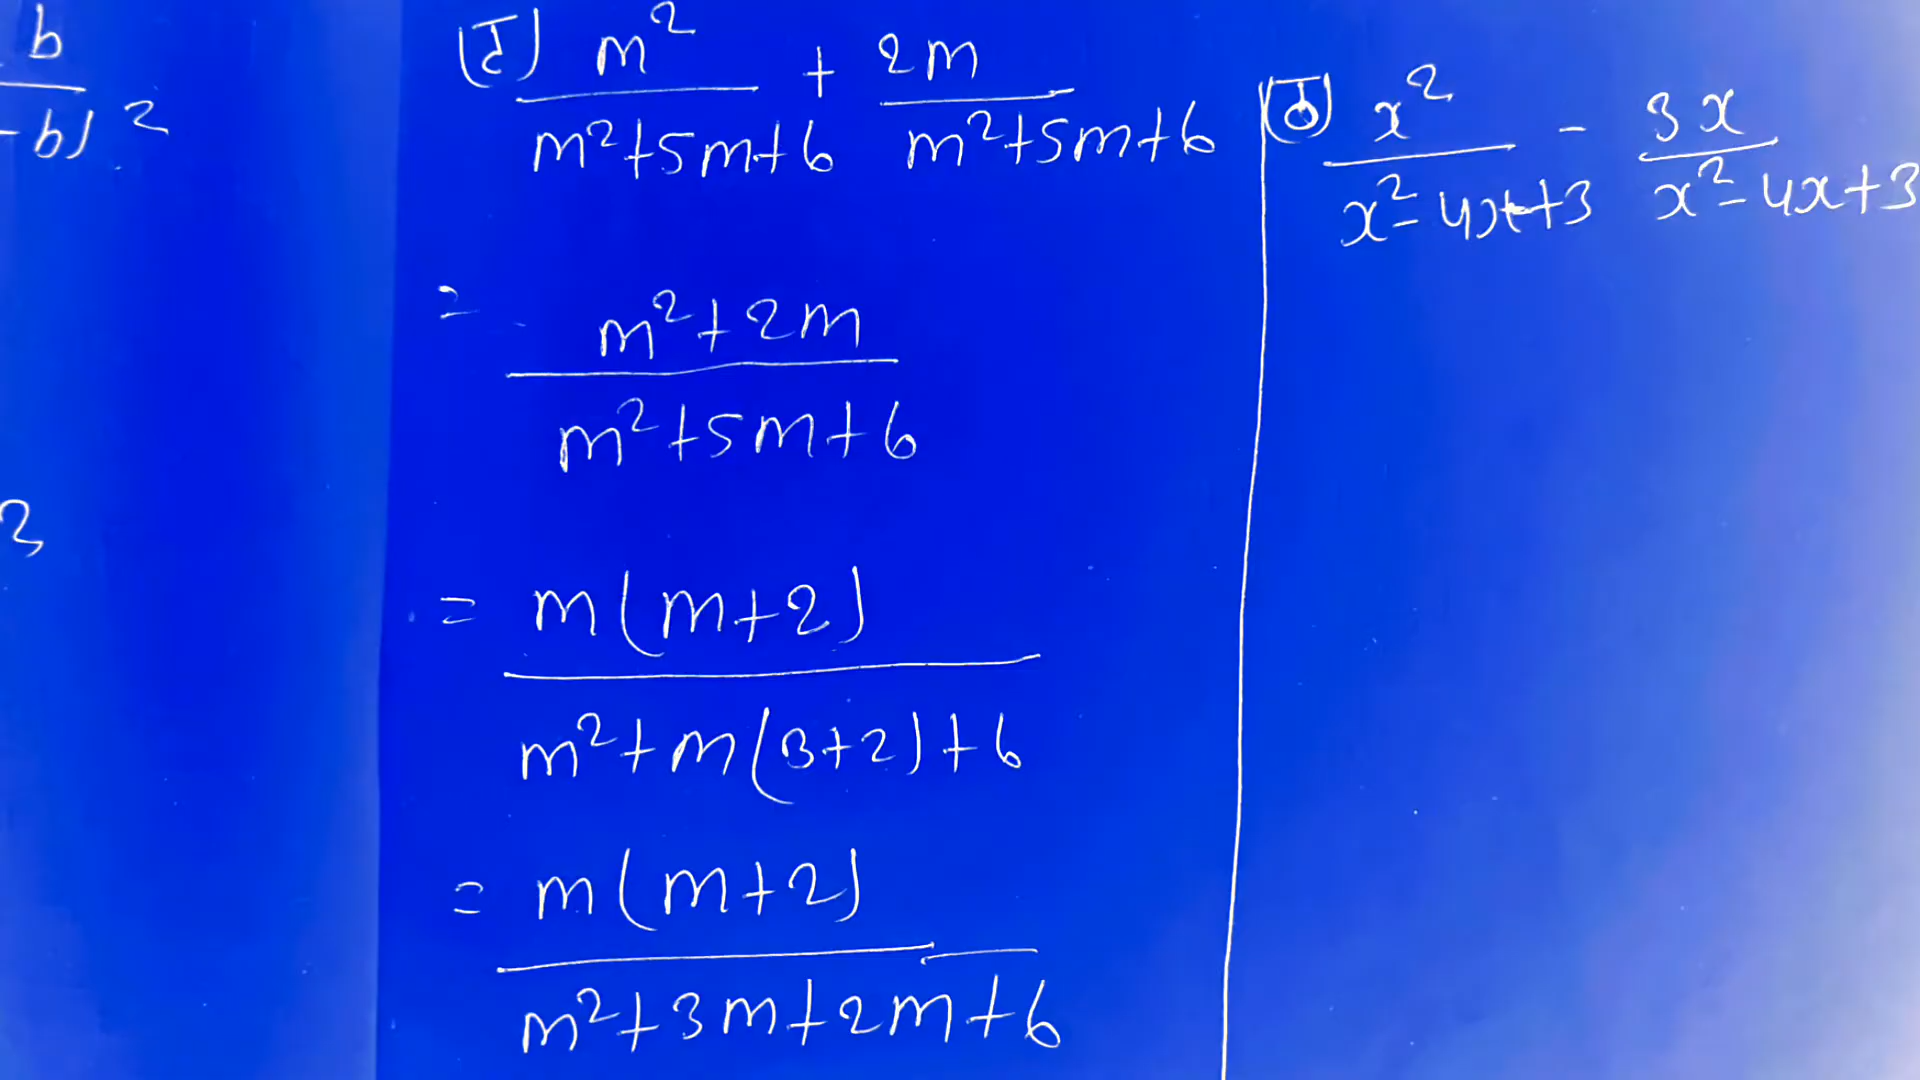 b
-b)²
2
(ट) m² + 2m
m²+5m+6 m²+5m+6
= m²+2m
m²+5m+6
= m(m+2)
m²+m(3+2)+6
= m(m+2)
m²+3m+2m+6
(ठ) x² - 3x
x²-4x+3 x²-4x+3